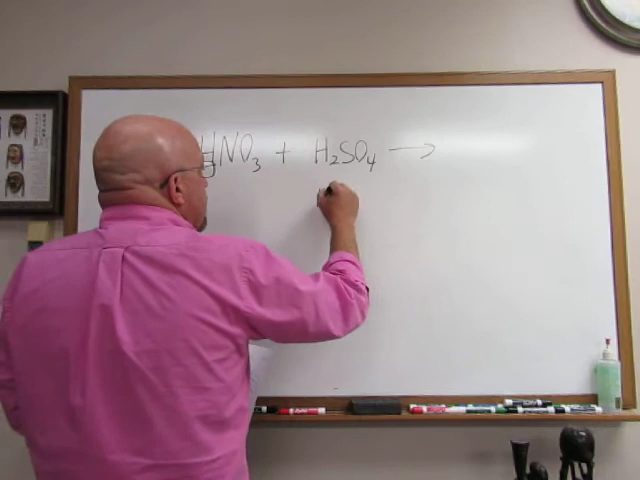 HNO₃ + H₂SO₄ →